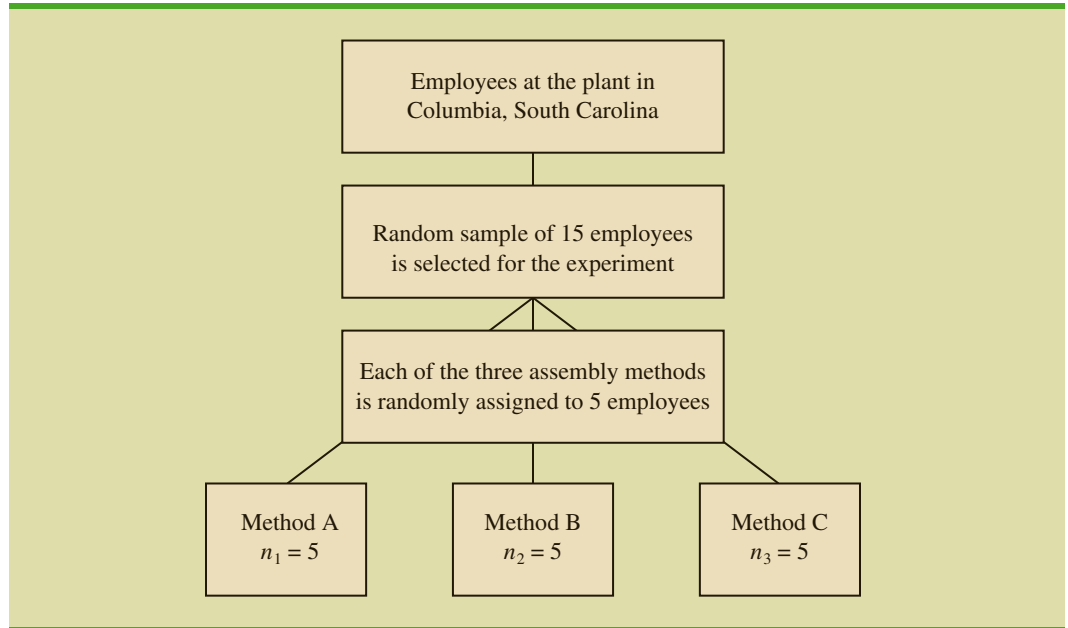 Employees at the plant in
Columbia, South Carolina
Random sample of 15 employees
is selected for the experiment
Each of the three assembly methods
is randomly assigned to 5 employees
Method A
n₁ = 5
Method B
n₂ = 5
Method C
n₃ = 5